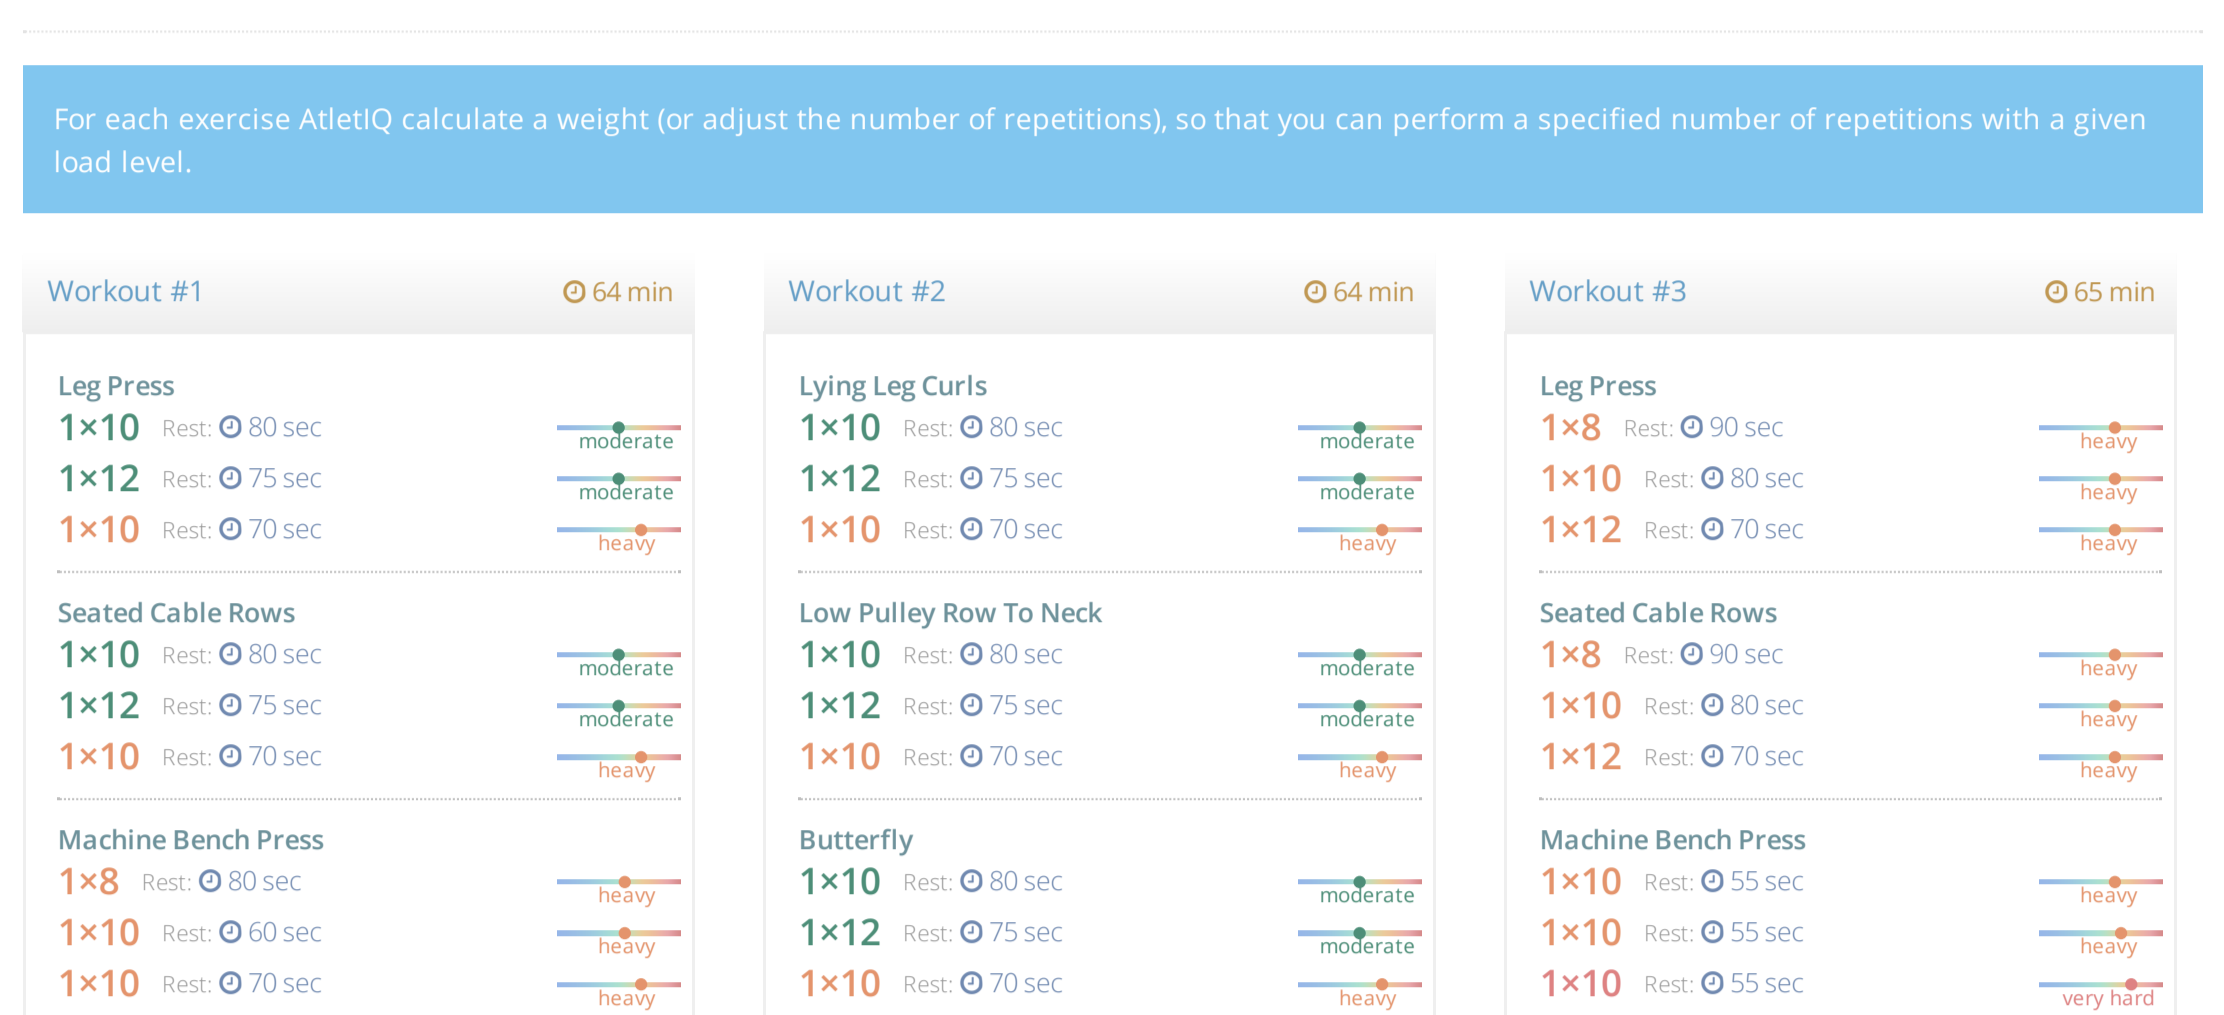 For each exercise AtletIQ calculate a weight (or adjust the number of repetitions), so that you can perform a specified number of repetitions with a given
load level.
Workout #1 64 min
Leg Press
1×10 Rest: 80 sec
moderate
1×12 Rest: 75 sec
moderate
1×10 Rest: 70 sec
heavy
Seated Cable Rows
1×10 Rest: 80 sec
moderate
1×12 Rest: 75 sec
moderate
1×10 Rest: 70 sec
heavy
Machine Bench Press
1×8 Rest: 80 sec
heavy
1×10 Rest: 60 sec
heavy
1×10 Rest: 70 sec
heavy
Workout #2 64 min
Lying Leg Curls
1×10 Rest: 80 sec
moderate
1×12 Rest: 75 sec
moderate
1×10 Rest: 70 sec
heavy
Low Pulley Row To Neck
1×10 Rest: 80 sec
moderate
1×12 Rest: 75 sec
moderate
1×10 Rest: 70 sec
heavy
Butterfly
1×10 Rest: 80 sec
moderate
1×12 Rest: 75 sec
moderate
1×10 Rest: 70 sec
heavy
Workout #3 65 min
Leg Press
1×8 Rest: 90 sec
heavy
1×10 Rest: 80 sec
heavy
1×12 Rest: 70 sec
heavy
Seated Cable Rows
1×8 Rest: 90 sec
heavy
1×10 Rest: 80 sec
heavy
1×12 Rest: 70 sec
heavy
Machine Bench Press
1×10 Rest: 55 sec
heavy
1×10 Rest: 55 sec
heavy
1×10 Rest: 55 sec
very hard